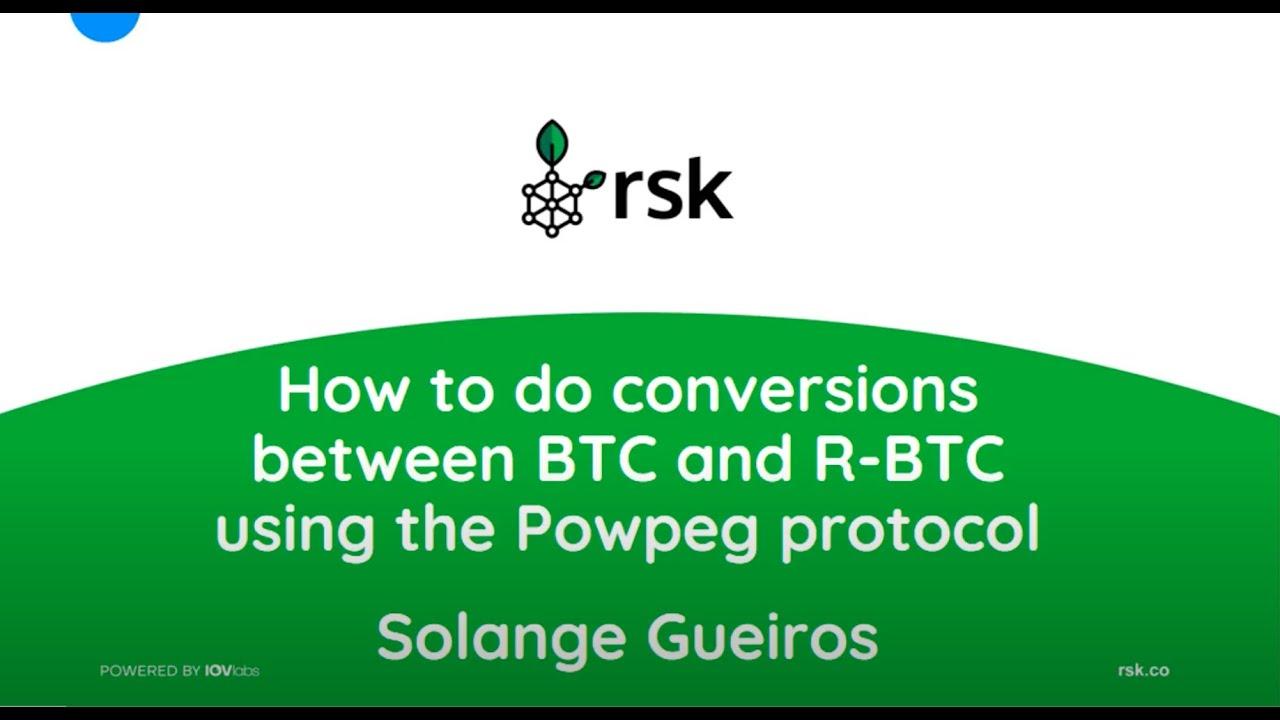 rsk
How to do conversions
between BTC and R-BTC
using the Powpeg protocol
Solange Gueiros
POWERED BY IOVlabs
rsk.co